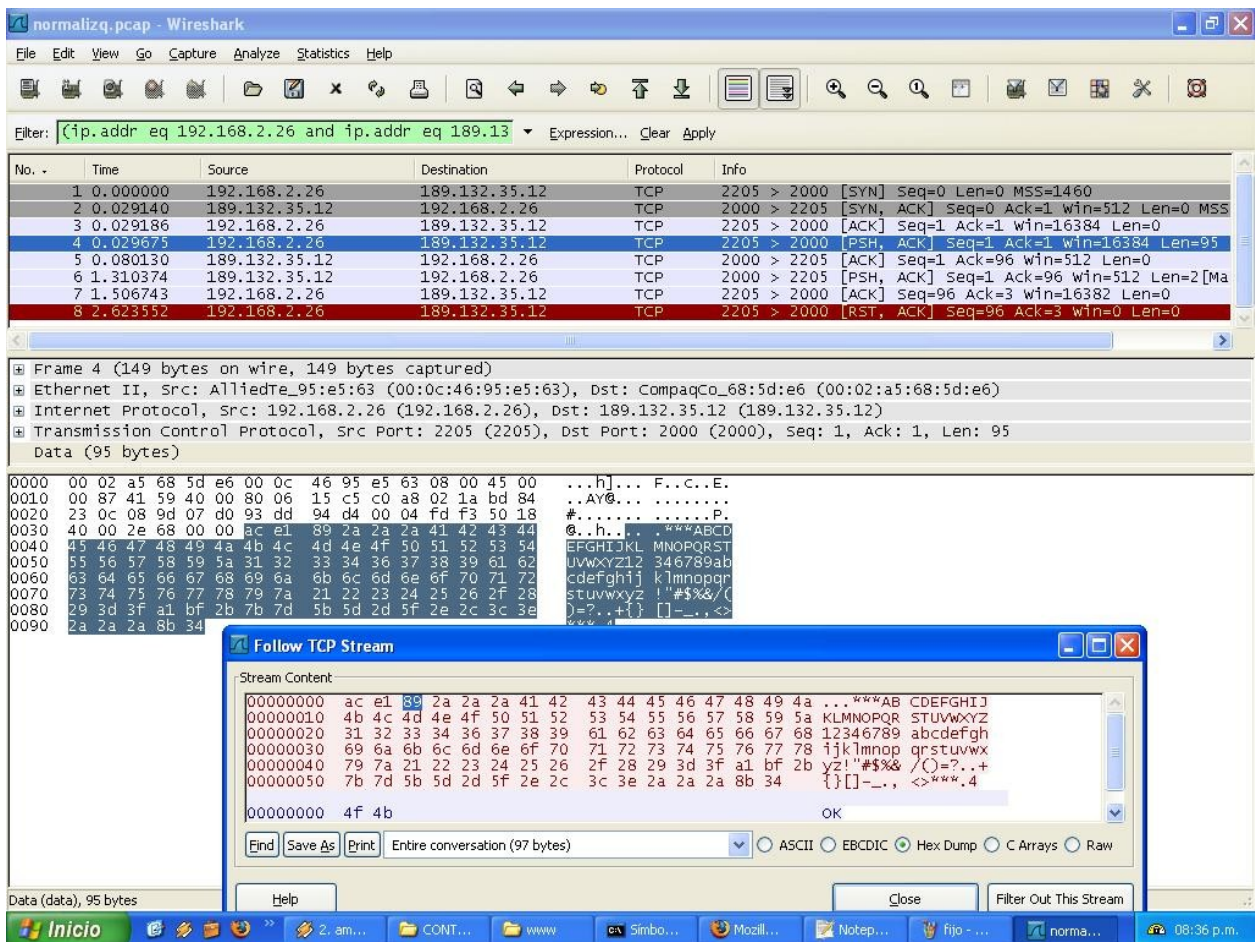 normalizq.pcap - Wireshark
File Edit View Go Capture Analyze Statistics Help
Filter: (ip.addr eq 192.168.2.26 and ip.addr eq 189.13 Expression... Clear Apply
No. Time Source Destination Protocol Info
1 0.000000 192.168.2.26 189.132.35.12 TCP 2205 > 2000 [SYN] Seq=0 Len=0 MSS=1460
2 0.029140 189.132.35.12 192.168.2.26 TCP 2000 > 2205 [SYN, ACK] Seq=0 Ack=1 Win=512 Len=0 MSS
3 0.029186 192.168.2.26 189.132.35.12 TCP 2205 > 2000 [ACK] Seq=1 Ack=1 Win=16384 Len=0
4 0.029675 192.168.2.26 189.132.35.12 TCP 2205 > 2000 [PSH, ACK] Seq=1 Ack=1 Win=16384 Len=95
5 0.080130 189.132.35.12 192.168.2.26 TCP 2000 > 2205 [ACK] Seq=1 Ack=96 Win=512 Len=0
6 1.310374 189.132.35.12 192.168.2.26 TCP 2000 > 2205 [PSH, ACK] Seq=1 Ack=96 Win=512 Len=2[Ma
7 1.506743 192.168.2.26 189.132.35.12 TCP 2205 > 2000 [ACK] Seq=96 Ack=3 Win=16382 Len=0
8 2.623552 192.168.2.26 189.132.35.12 TCP 2205 > 2000 [RST, ACK] Seq=96 Ack=3 Win=0 Len=0
Frame 4 (149 bytes on wire, 149 bytes captured)
Ethernet II, Src: AlliedTe_95:e5:63 (00:0c:46:95:e5:63), Dst: CompaqCo_68:5d:e6 (00:02:a5:68:5d:e6)
Internet Protocol, Src: 192.168.2.26 (192.168.2.26), Dst: 189.132.35.12 (189.132.35.12)
Transmission Control Protocol, Src Port: 2205 (2205), Dst Port: 2000 (2000), Seq: 1, Ack: 1, Len: 95
Data (95 bytes)
0000 00 02 a5 68 5d e6 00 0c 46 95 e5 63 08 00 45 00 ...h]... F..c..E.
0010 00 87 41 59 40 00 80 06 15 c5 c0 a8 02 1a bd 84 ..AY@... ........
0020 23 0c 08 9d 07 d0 93 dd 94 d4 00 04 fd f3 50 18 #....... ......P.
0030 40 00 2e 68 00 00 ac e1 89 2a 2a 2a 41 42 43 44 @..h.... .***ABCD
0040 45 46 47 48 49 4a 4b 4c 4d 4e 4f 50 51 52 53 54 EFGHIJKL MNOPQRST
0050 55 56 57 58 59 5a 31 32 33 34 36 37 38 39 61 62 UVWXYZ12 346789ab
0060 63 64 65 66 67 68 69 6a 6b 6c 6d 6e 6f 70 71 72 cdefghij klmnopqr
0070 73 74 75 76 77 78 79 7a 21 22 23 24 25 26 2f 28 stuvwxyz !"#$%&/(
0080 29 3d 3f a1 bf 2b 7b 7d 5b 5d 2d 5f 2e 2c 3c 3e )=?..+{} []-_.,<>
0090 2a 2a 2a 8b 34 ***.4
Follow TCP Stream
Stream Content
00000000 ac e1 89 2a 2a 2a 41 42 43 44 45 46 47 48 49 4a ...***AB CDEFGHIJ
00000010 4b 4c 4d 4e 4f 50 51 52 53 54 55 56 57 58 59 5a KLMNOPQR STUVWXYZ
00000020 31 32 33 34 36 37 38 39 61 62 63 64 65 66 67 68 12346789 abcdefgh
00000030 69 6a 6b 6c 6d 6e 6f 70 71 72 73 74 75 76 77 78 ijklmnop qrstuvwx
00000040 79 7a 21 22 23 24 25 26 2f 28 29 3d 3f a1 bf 2b yz!"#$%& /()=?..+
00000050 7b 7d 5b 5d 2d 5f 2e 2c 3c 3e 2a 2a 2a 8b 34 {}[]-_., <>***.4
00000000 4f 4b OK
Find Save As Print Entire conversation (97 bytes) ASCII EBCDIC Hex Dump C Arrays Raw
Help Close Filter Out This Stream
Data (data), 95 bytes
Inicio 2. am... CONT... www Símbo... Mozill... Notep... fijo - ... norma... 08:36 p.m.